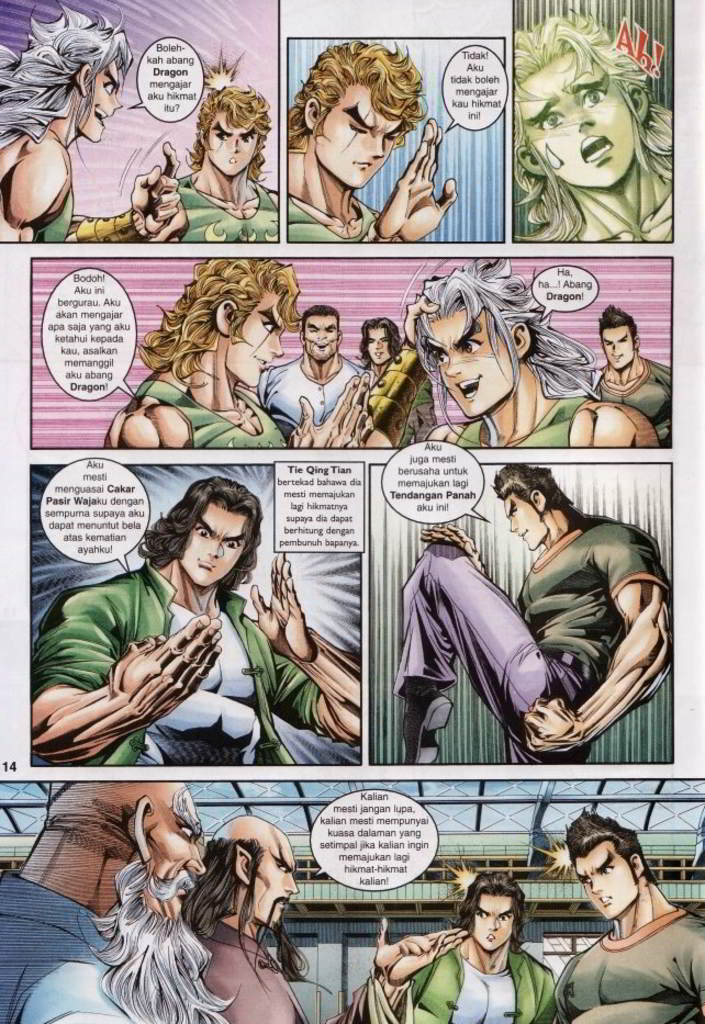 Boleh-
kah abang
Dragon
mengajar
aku hikmat
itu?
Tidak!
Aku
tidak boleh
mengajar
kau hikmat
ini!
AH!
Bodoh!
Aku ini
bergurau. Aku
akan mengajar
apa saja yang aku
ketahui kepada
kau, asalkan
memanggil
aku abang
Dragon!
Ha,
ha...! Abang
Dragon!
Aku
mesti
menguasai Cakar
Pasir Wajaku dengan
sempurna supaya aku
dapat menuntut bela
atas kematian
ayahku!
Tie Qing Tian
bertekad bahawa dia
mesti memajukan
lagi hikmatnya
supaya dia dapat
berhitung dengan
pembunuh bapanya.
Aku
juga mesti
berusaha untuk
memajukan lagi
Tendangan Panah
aku ini!
14
Kalian
mesti jangan lupa,
kalian mesti mempunyai
kuasa dalaman yang
setimpal jika kalian ingin
memajukan lagi
hikmat-hikmat
kalian!